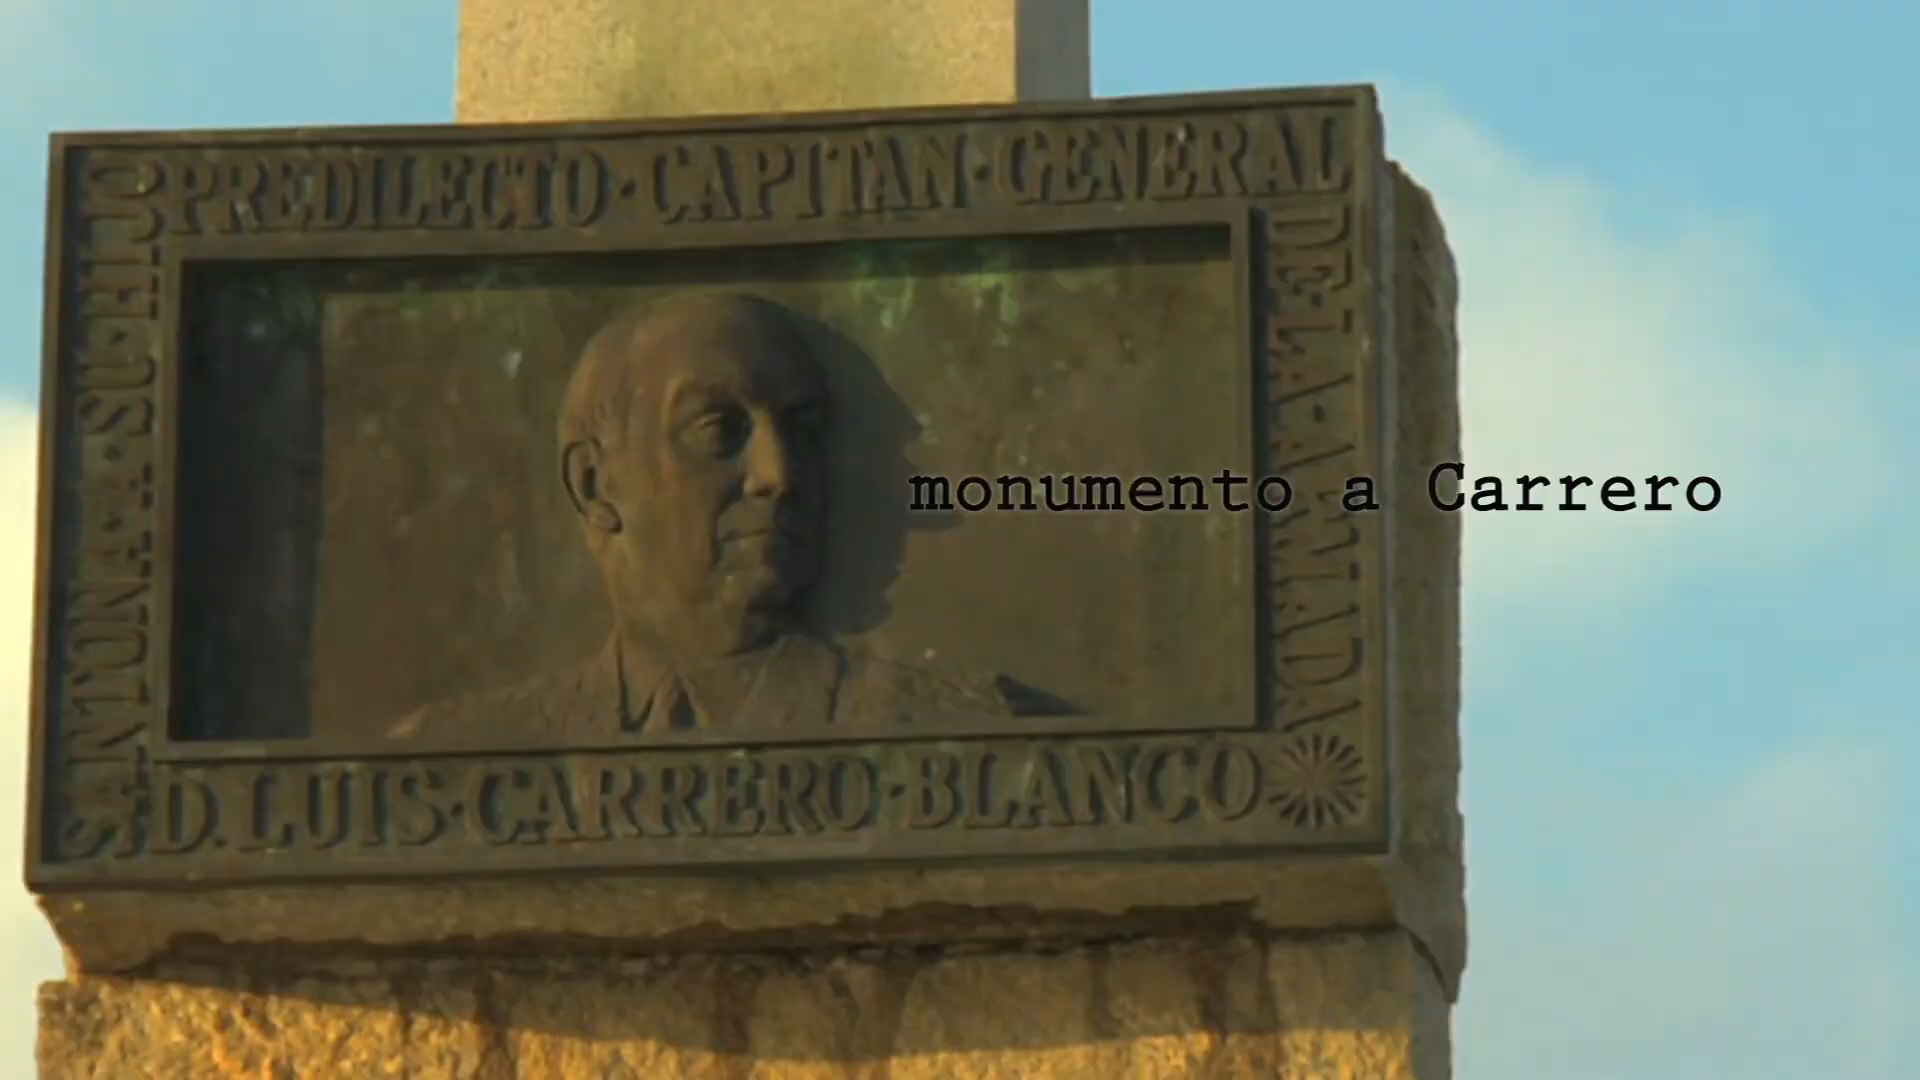 SANTOÑA·A·SU·HIJO
PREDILECTO·CAPITAN·GENERAL
DE·LA·ARMADA
D. LUIS·CARRERO·BLANCO
monumento a Carrero